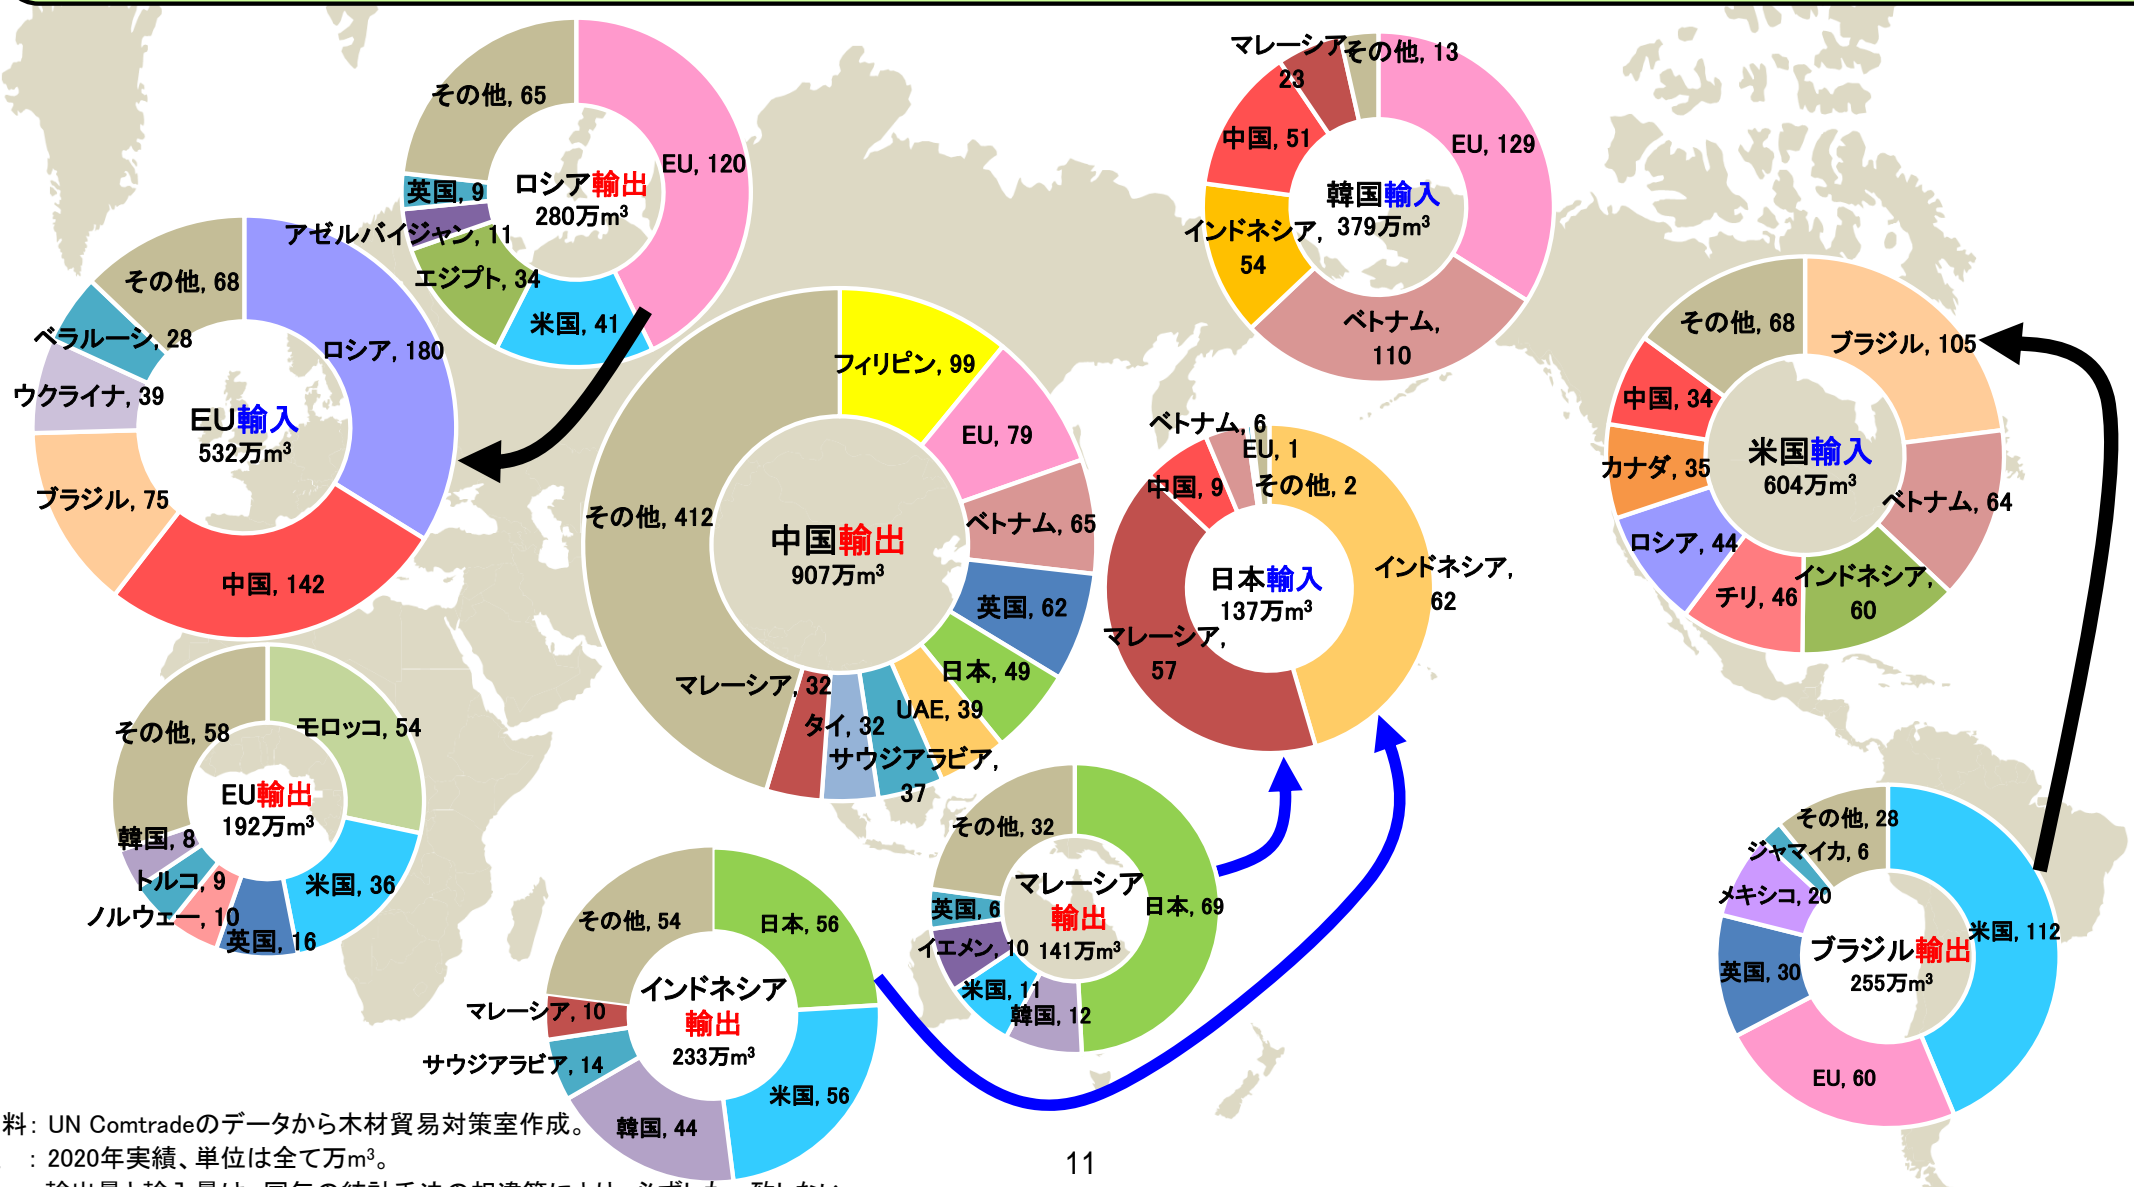 その他, 65
EU, 120
ロシア輸出
280万m³
英国, 9
アゼルバイジャン, 11
エジプト, 34
米国, 41
マレーシア
23
その他, 13
EU, 129
中国, 51
韓国輸入
379万m³
インドネシア,
54
ベトナム,
110
その他, 68
ロシア, 180
ベラルーシ, 28
ウクライナ, 39
EU輸入
532万m³
ブラジル, 75
中国, 142
フィリピン, 99
EU, 79
ベトナム, 65
その他, 412
中国輸出
907万m³
英国, 62
日本, 49
UAE, 39
サウジアラビア,
37
タイ, 32
マレーシア, 32
ベトナム, 6
EU, 1
その他, 2
中国, 9
インドネシア,
62
日本輸入
137万m³
マレーシア,
57
その他, 68
ブラジル, 105
中国, 34
カナダ, 35
米国輸入
604万m³
ベトナム, 64
ロシア, 44
チリ, 46
インドネシア,
60
その他, 58
モロッコ, 54
EU輸出
192万m³
韓国, 8
トルコ, 9
ノルウェー, 10
英国, 16
米国, 36
その他, 54
日本, 56
インドネシア
輸出
233万m³
マレーシア, 10
サウジアラビア, 14
韓国, 44
米国, 56
その他, 32
日本, 69
マレーシア
輸出
141万m³
英国, 6
イエメン, 10
米国, 11
韓国, 12
その他, 28
ジャマイカ, 6
メキシコ, 20
米国, 112
ブラジル輸出
255万m³
英国, 30
EU, 60
料： UN Comtradeのデータから木材貿易対策室作成。
： 2020年実績、単位は全て万m³。
11